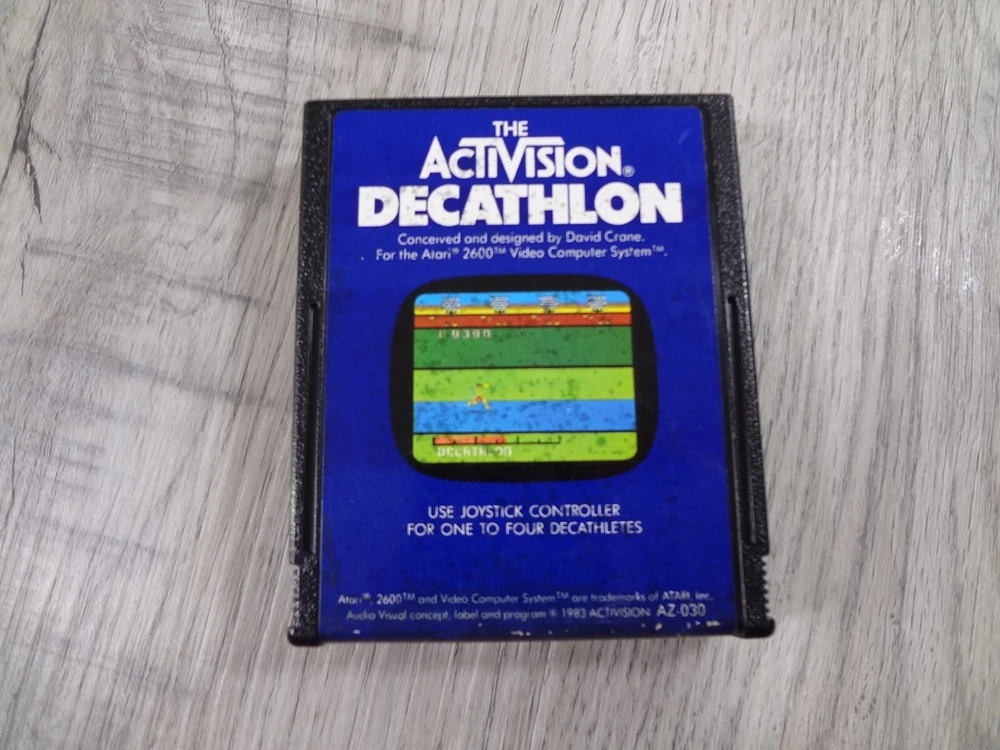 THE
ACTIVISION®
DECATHLON
Conceived and designed by David Crane.
For the Atari™ 2600™ Video Computer System™.
9390
DECATHLON
USE JOYSTICK CONTROLLER
FOR ONE TO FOUR DECATHLETES
Atari®, 2600™ and Video Computer System™ are trademarks of ATARI, Inc.
Audio Visual concept, label and program © 1983 ACTIVISION AZ-030